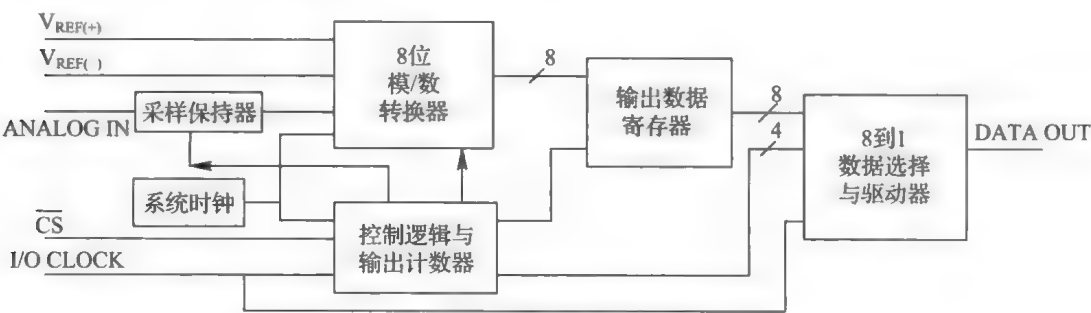 V_REF(+)
V_REF( )
ANALOG IN
采样保持器
系统时钟
CS
I/O CLOCK
8位
模/数
转换器
控制逻辑与
输出计数器
8
输出数据
寄存器
8
4
8到1
数据选择
与驱动器
DATA OUT